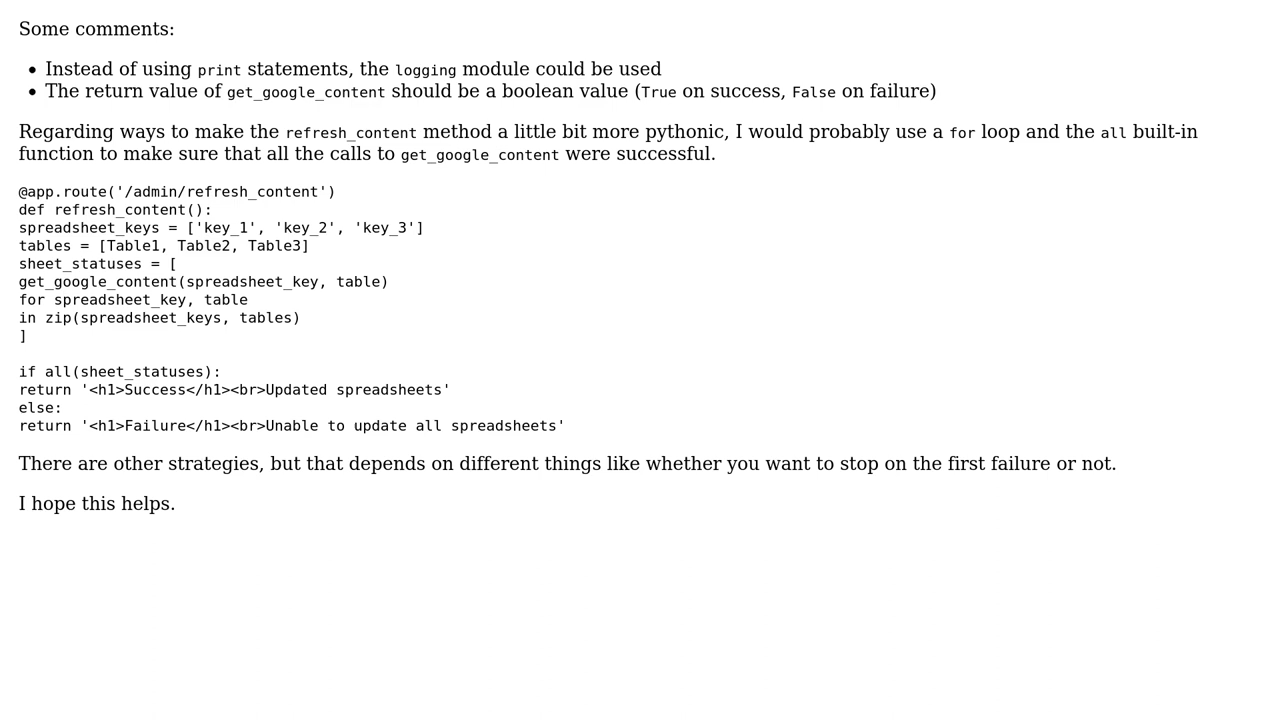 Some comments:
• Instead of using print statements, the logging module could be used
• The return value of get_google_content should be a boolean value (True on success, False on failure)
Regarding ways to make the refresh_content method a little bit more pythonic, I would probably use a for loop and the all built-in
function to make sure that all the calls to get_google_content were successful.
@app.route('/admin/refresh_content')
def refresh_content():
spreadsheet_keys = ['key_1', 'key_2', 'key_3']
tables = [Table1, Table2, Table3]
sheet_statuses = [
get_google_content(spreadsheet_key, table)
for spreadsheet_key, table
in zip(spreadsheet_keys, tables)
]
if all(sheet_statuses):
return '<h1>Success</h1><br>Updated spreadsheets'
else:
return '<h1>Failure</h1><br>Unable to update all spreadsheets'
There are other strategies, but that depends on different things like whether you want to stop on the first failure or not.
I hope this helps.